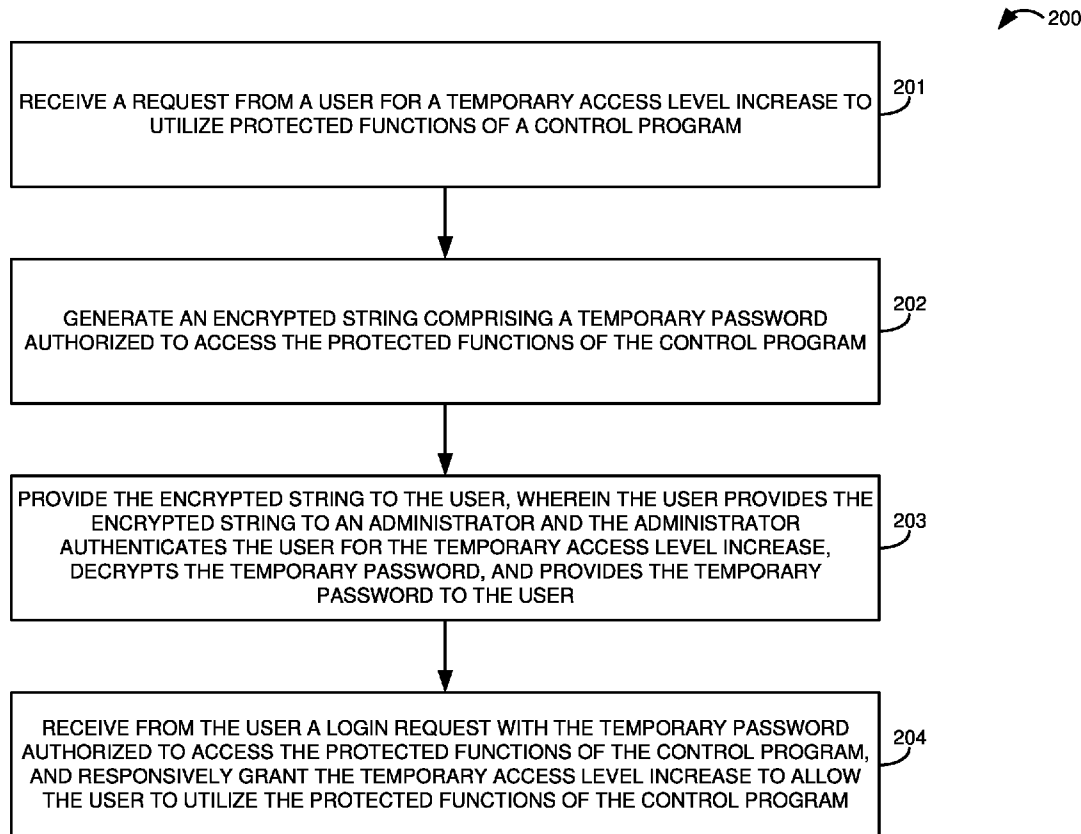 200
RECEIVE A REQUEST FROM A USER FOR A TEMPORARY ACCESS LEVEL INCREASE TO
UTILIZE PROTECTED FUNCTIONS OF A CONTROL PROGRAM
201
GENERATE AN ENCRYPTED STRING COMPRISING A TEMPORARY PASSWORD
AUTHORIZED TO ACCESS THE PROTECTED FUNCTIONS OF THE CONTROL PROGRAM
202
PROVIDE THE ENCRYPTED STRING TO THE USER, WHEREIN THE USER PROVIDES THE
ENCRYPTED STRING TO AN ADMINISTRATOR AND THE ADMINISTRATOR
AUTHENTICATES THE USER FOR THE TEMPORARY ACCESS LEVEL INCREASE,
DECRYPTS THE TEMPORARY PASSWORD, AND PROVIDES THE TEMPORARY
PASSWORD TO THE USER
203
RECEIVE FROM THE USER A LOGIN REQUEST WITH THE TEMPORARY PASSWORD
AUTHORIZED TO ACCESS THE PROTECTED FUNCTIONS OF THE CONTROL PROGRAM,
AND RESPONSIVELY GRANT THE TEMPORARY ACCESS LEVEL INCREASE TO ALLOW
THE USER TO UTILIZE THE PROTECTED FUNCTIONS OF THE CONTROL PROGRAM
204